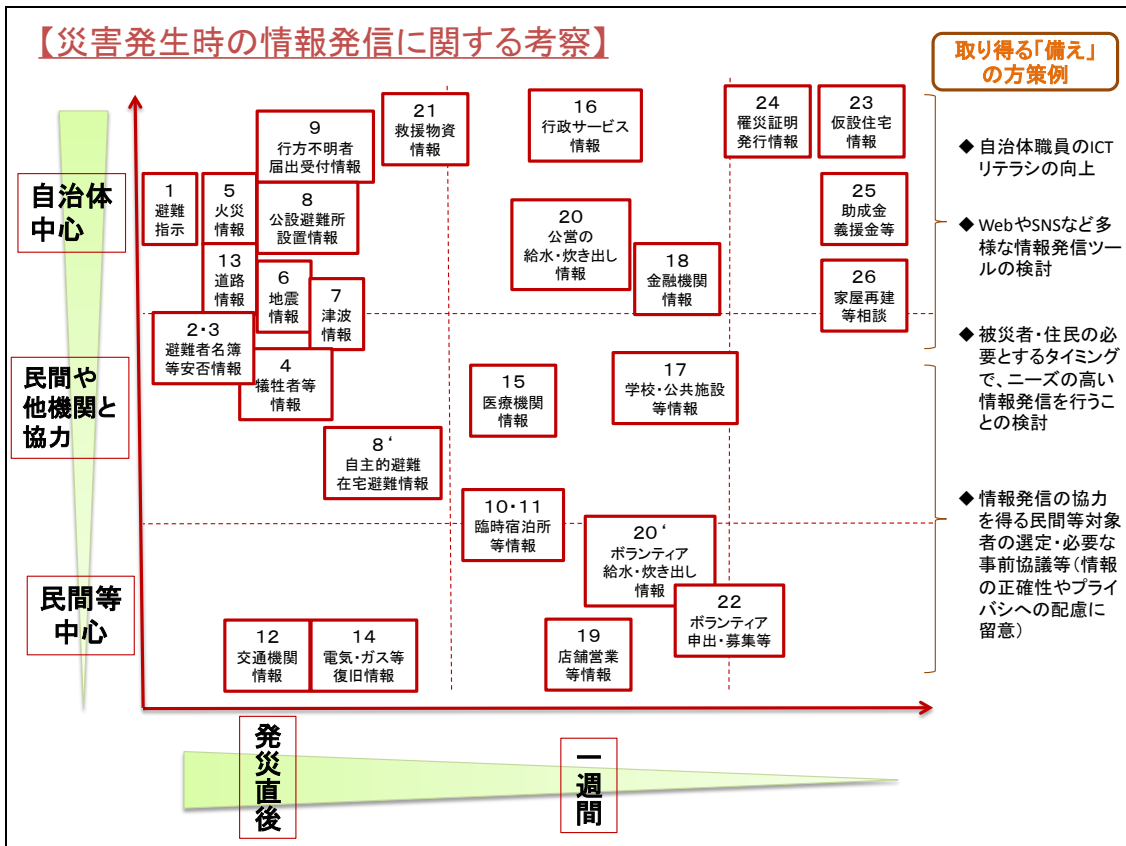 【災害発生時の情報発信に関する考察】
取り得る「備え」
の方策例
自治体
中心
民間や
他機関と
協力
民間等
中心
1
避難
指示
5
火災
情報
9
行方不明者
届出受付情報
8
公設避難所
設置情報
21
救援物資
情報
13
道路
情報
6
地震
情報
7
津波
情報
2・3
避難者名簿
等安否情報
4
犠牲者等
情報
8‘
自主的避難
在宅避難情報
12
交通機関
情報
14
電気・ガス等
復旧情報
16
行政サービス
情報
20
公営の
給水・炊き出し
情報
18
金融機関
情報
15
医療機関
情報
17
学校・公共施設
等情報
10・11
臨時宿泊所
等情報
20‘
ボランティア
給水・炊き出し
情報
22
ボランティア
申出・募集等
19
店舗営業
等情報
24
罹災証明
発行情報
23
仮設住宅
情報
25
助成金
義援金等
26
家屋再建
等相談
◆ 自治体職員のICT
リテラシの向上
◆ WebやSNSなど多
様な情報発信ツー
ルの検討
◆ 被災者・住民の必
要とするタイミング
で、ニーズの高い
情報発信を行うこ
との検討
◆ 情報発信の協力
を得る民間等対象
者の選定・必要な
事前協議等(情報
の正確性やプライ
バシへの配慮に
留意)
発災直後
一週間